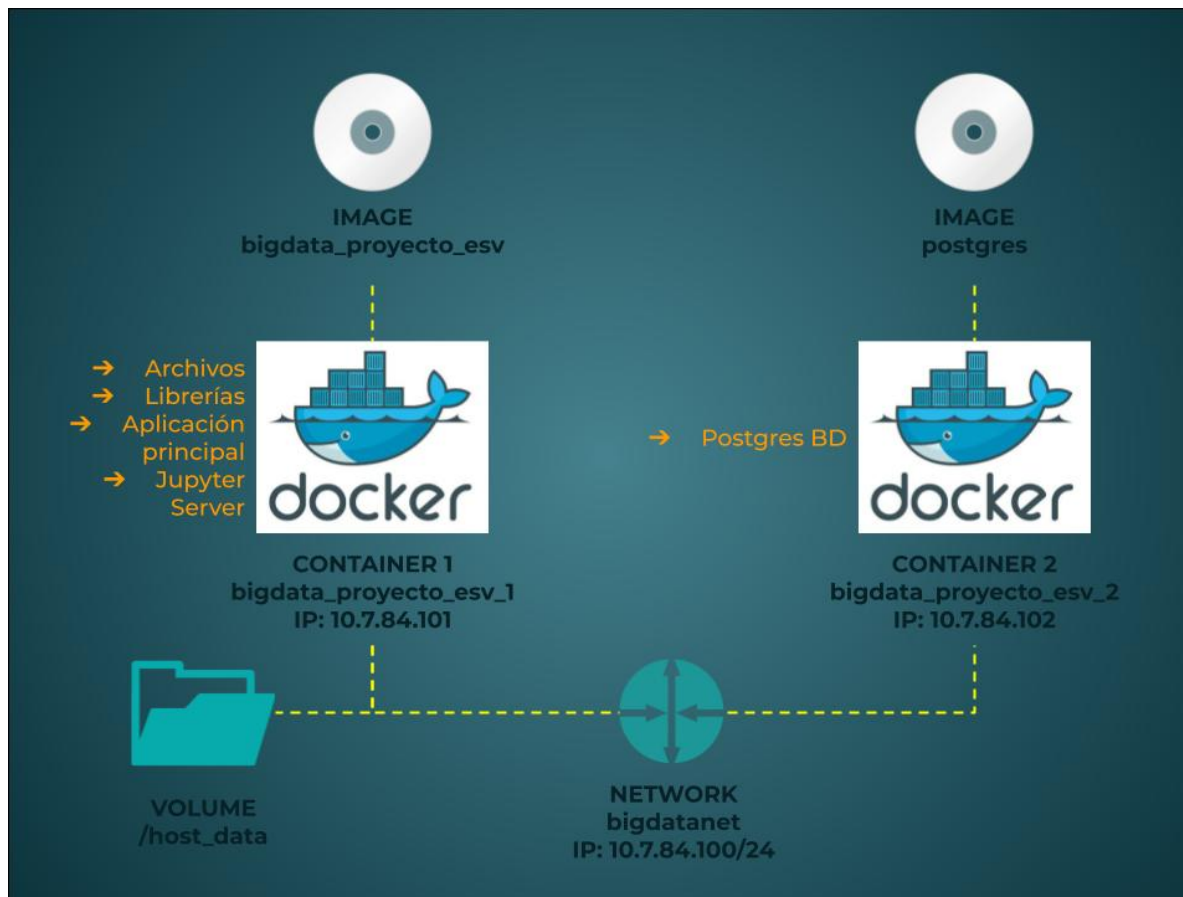 IMAGE
bigdata_proyecto_esv
IMAGE
postgres
➔ Archivos
➔ Librerías
➔ Aplicación
principal
➔ Jupyter
Server
docker
➔ Postgres BD
docker
CONTAINER 1
bigdata_proyecto_esv_1
IP: 10.7.84.101
CONTAINER 2
bigdata_proyecto_esv_2
IP: 10.7.84.102
VOLUME
/host_data
NETWORK
bigdatanet
IP: 10.7.84.100/24